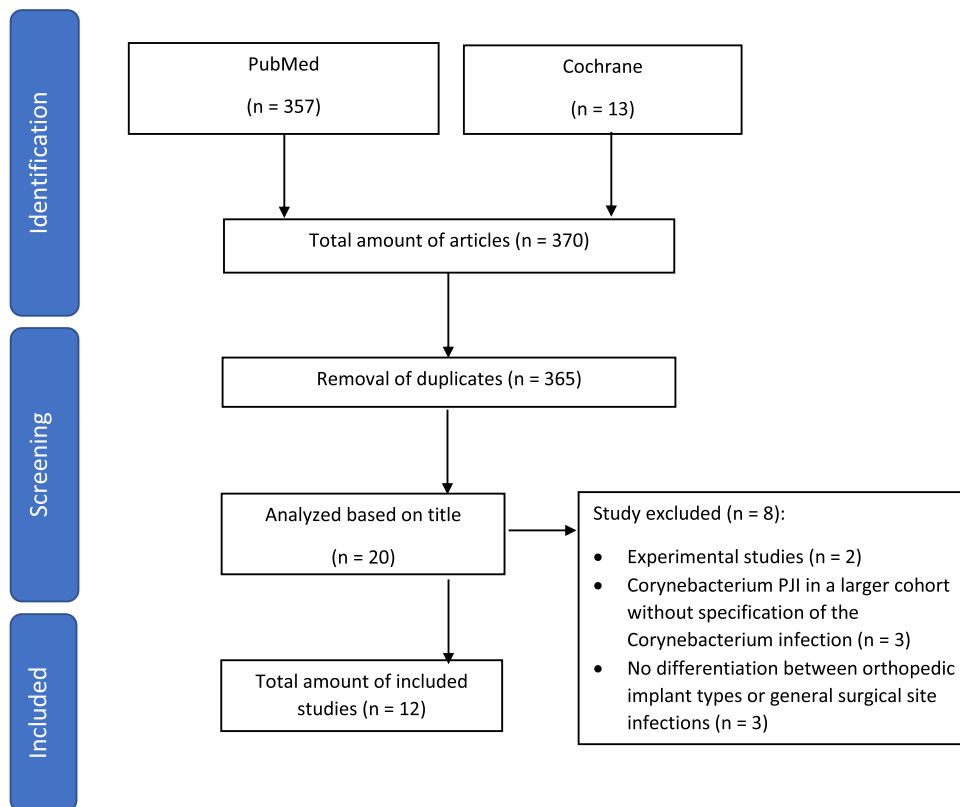 Identification
PubMed
(n = 357)
Cochrane
(n = 13)
Total amount of articles (n = 370)
Screening
Removal of duplicates (n = 365)
Analyzed based on title
(n = 20)
Study excluded (n = 8):
• Experimental studies (n = 2)
• Corynebacterium PJI in a larger cohort
without specification of the
Corynebacterium infection (n = 3)
• No differentiation between orthopedic
implant types or general surgical site
infections (n = 3)
Included
Total amount of included
studies (n = 12)